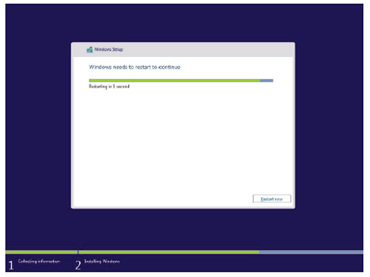 Windows Setup
Windows needs to restart to continue
Restarting in 1 second
Restart now
1 Collecting information
2 Installing Windows